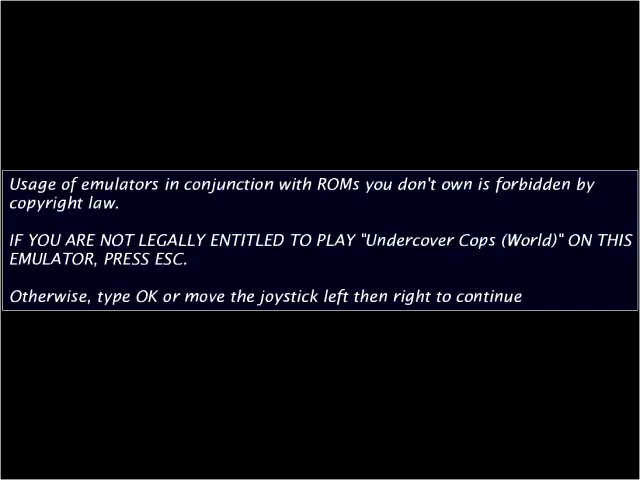 Usage of emulators in conjunction with ROMs you don't own is forbidden by
copyright law.
IF YOU ARE NOT LEGALLY ENTITLED TO PLAY "Undercover Cops (World)" ON THIS
EMULATOR, PRESS ESC.
Otherwise, type OK or move the joystick left then right to continue